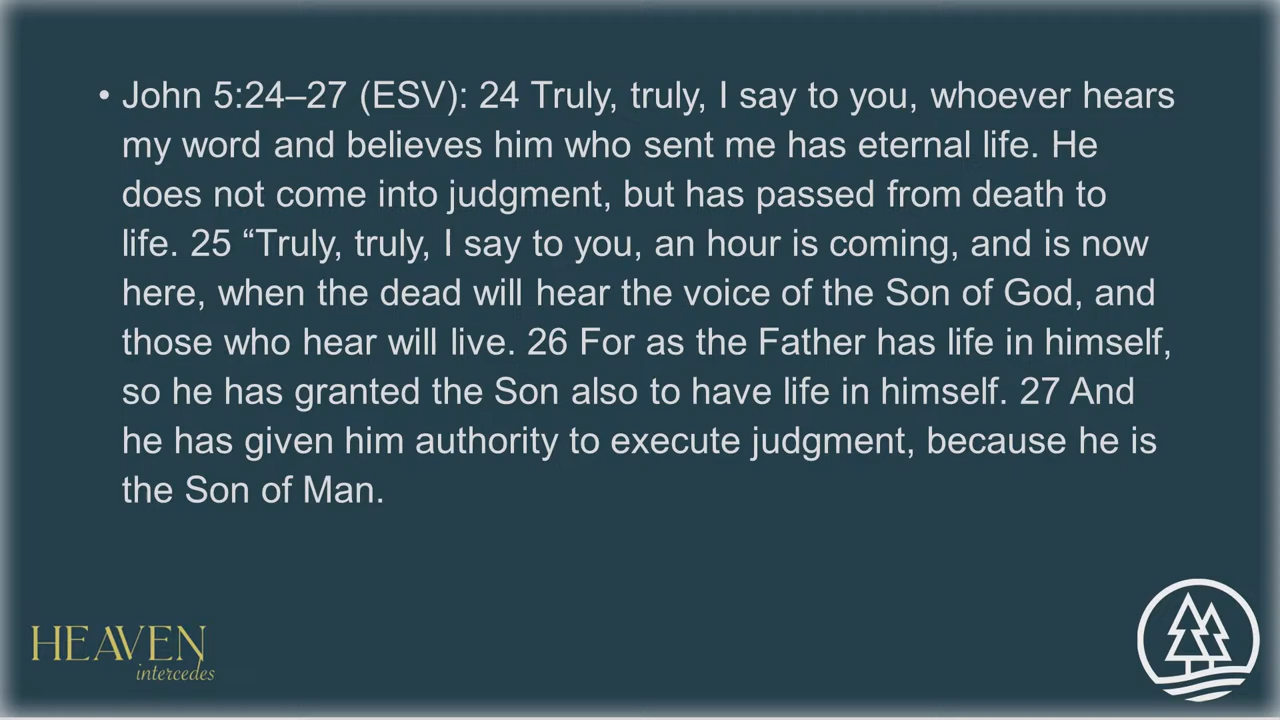 • John 5:24–27 (ESV): 24 Truly, truly, I say to you, whoever hears
my word and believes him who sent me has eternal life. He
does not come into judgment, but has passed from death to
life. 25 “Truly, truly, I say to you, an hour is coming, and is now
here, when the dead will hear the voice of the Son of God, and
those who hear will live. 26 For as the Father has life in himself,
so he has granted the Son also to have life in himself. 27 And
he has given him authority to execute judgment, because he is
the Son of Man.
HEAVEN
intercedes